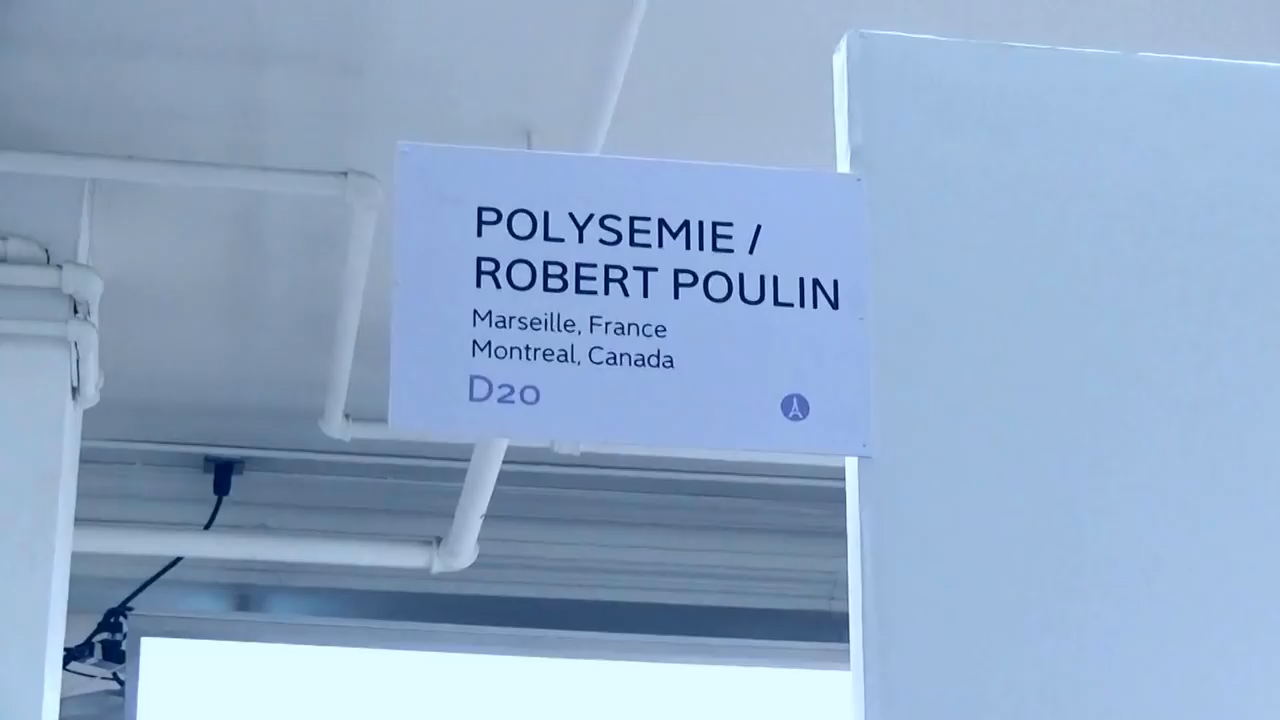 POLYSEMIE /
ROBERT POULIN
Marseille, France
Montreal, Canada
D20